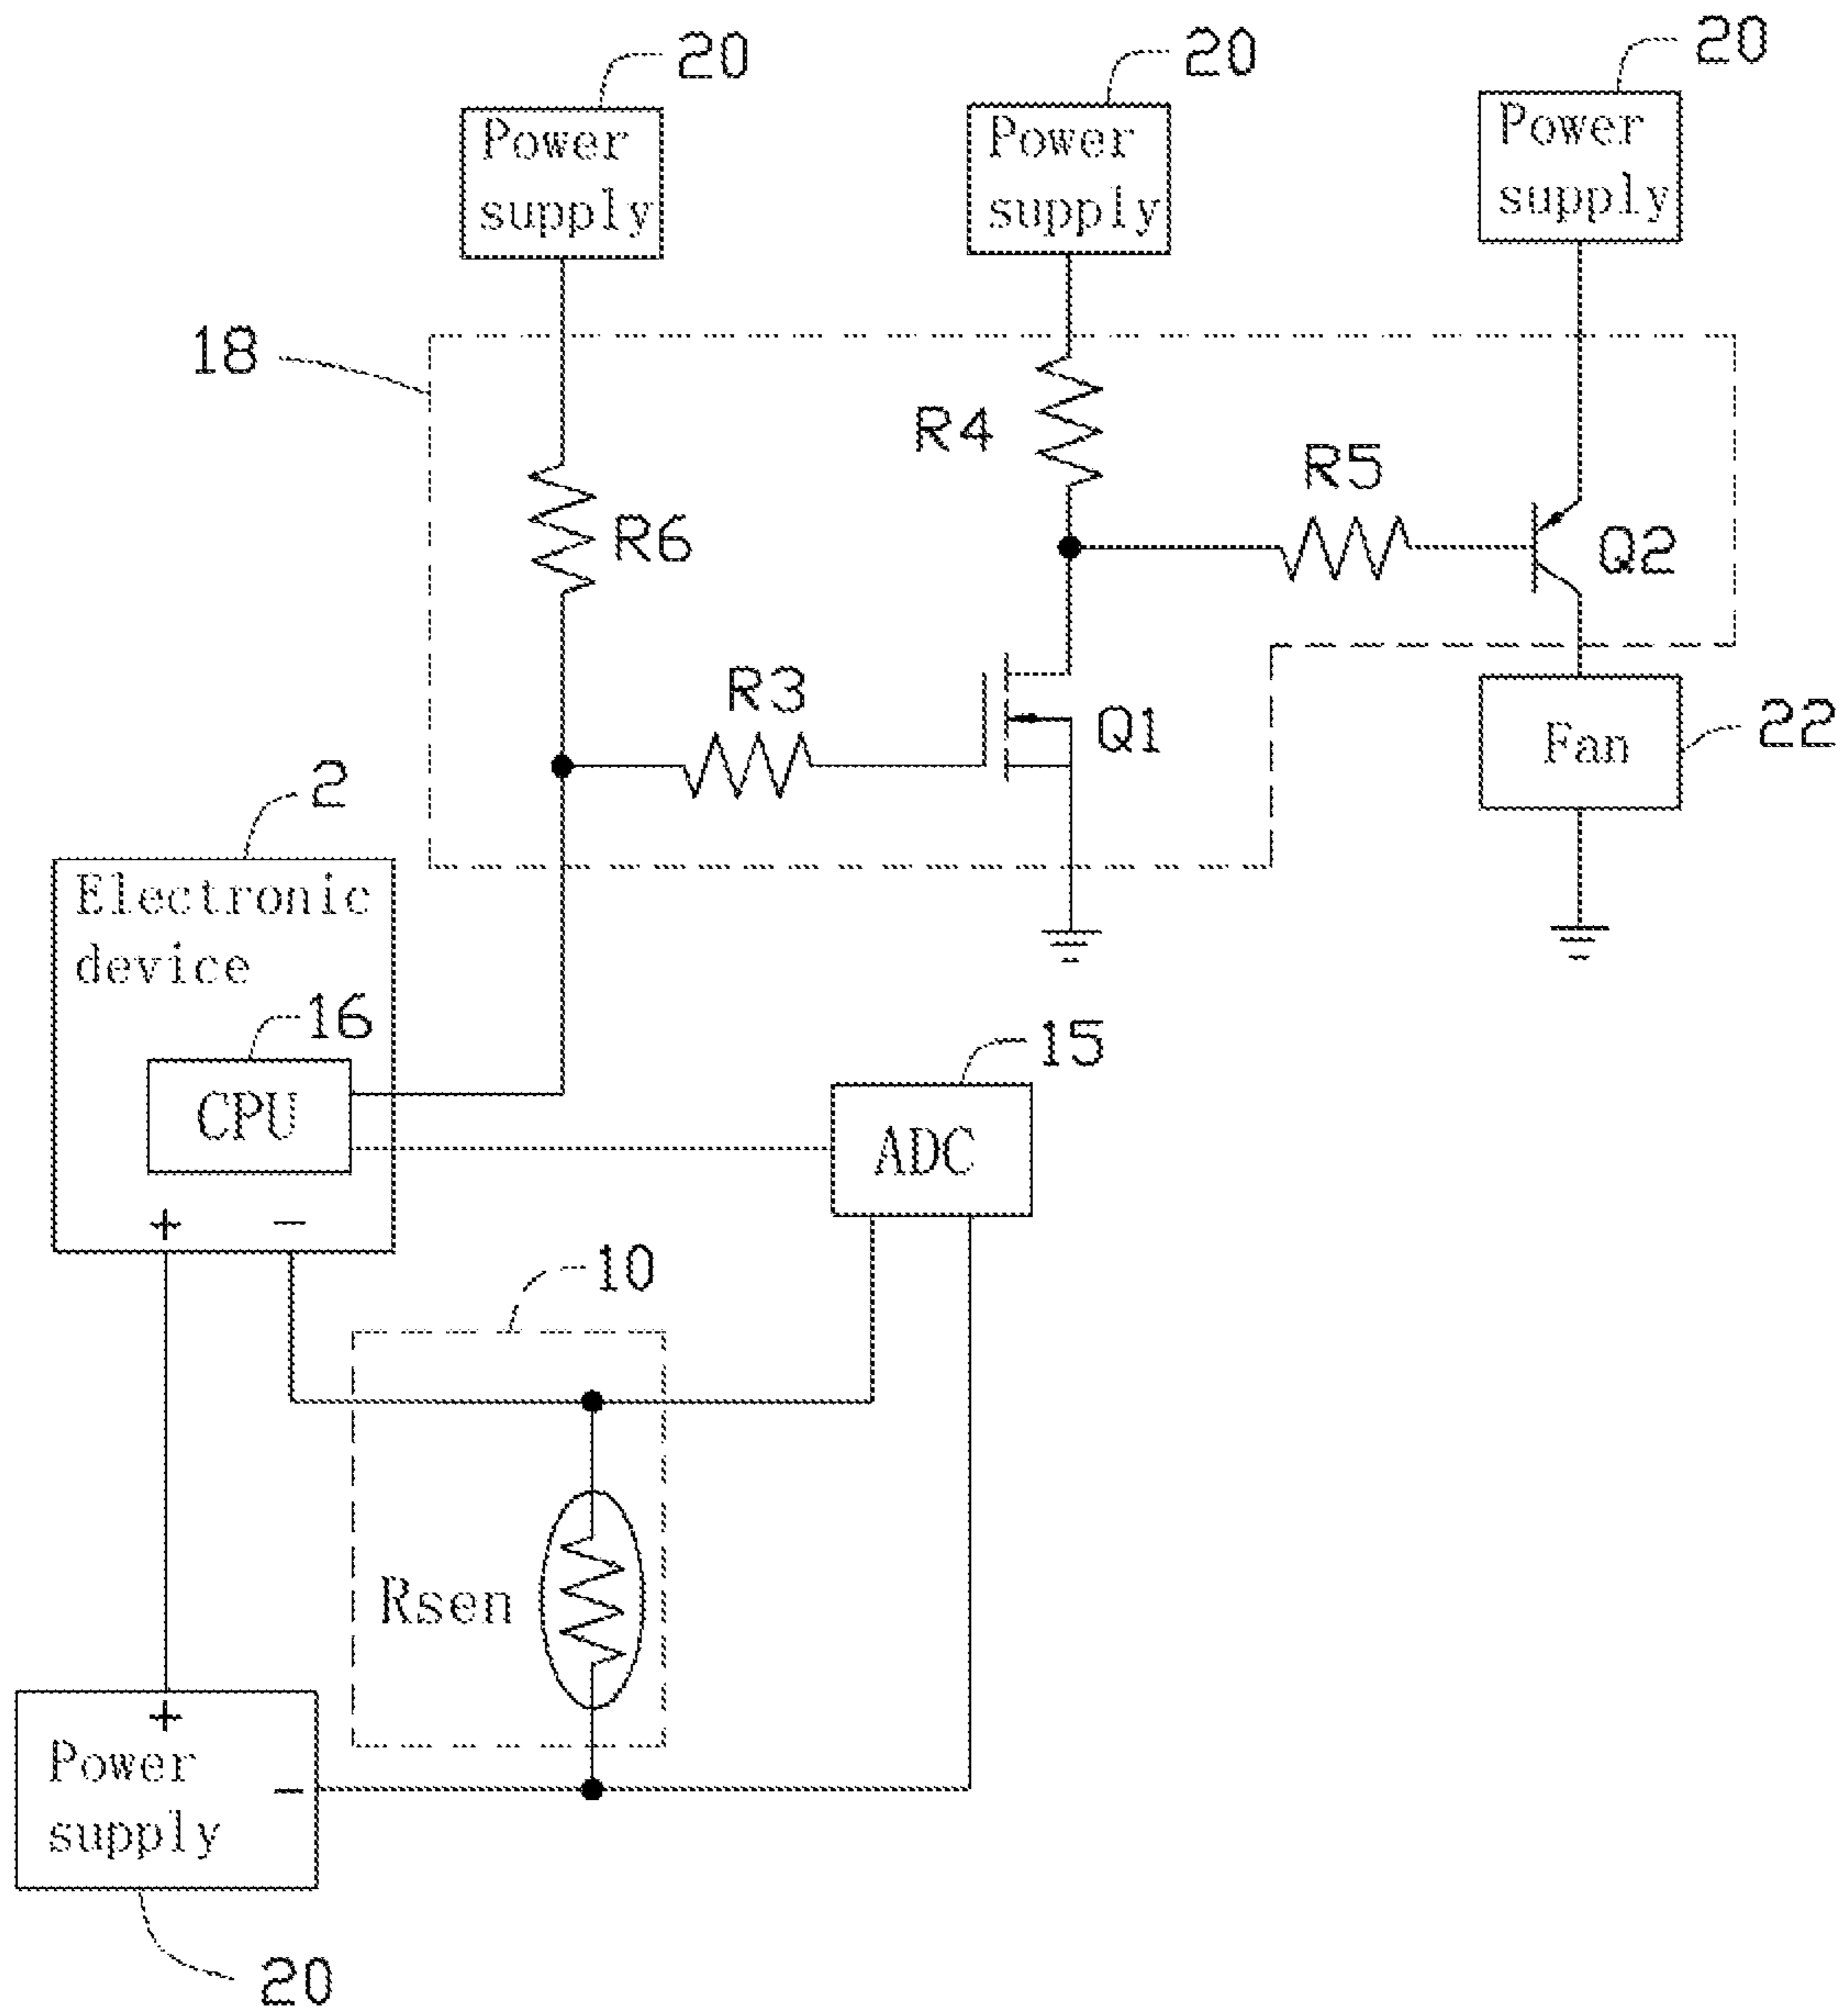 20
20
20
Power
supply
Power
supply
Power
supply
18
R4
R5
R6
Q2
R3
Q1
Fan
22
2
Electronic
device
16
CPU
15
ADC
+ −
10
Rsen
+
Power
supply
−
20